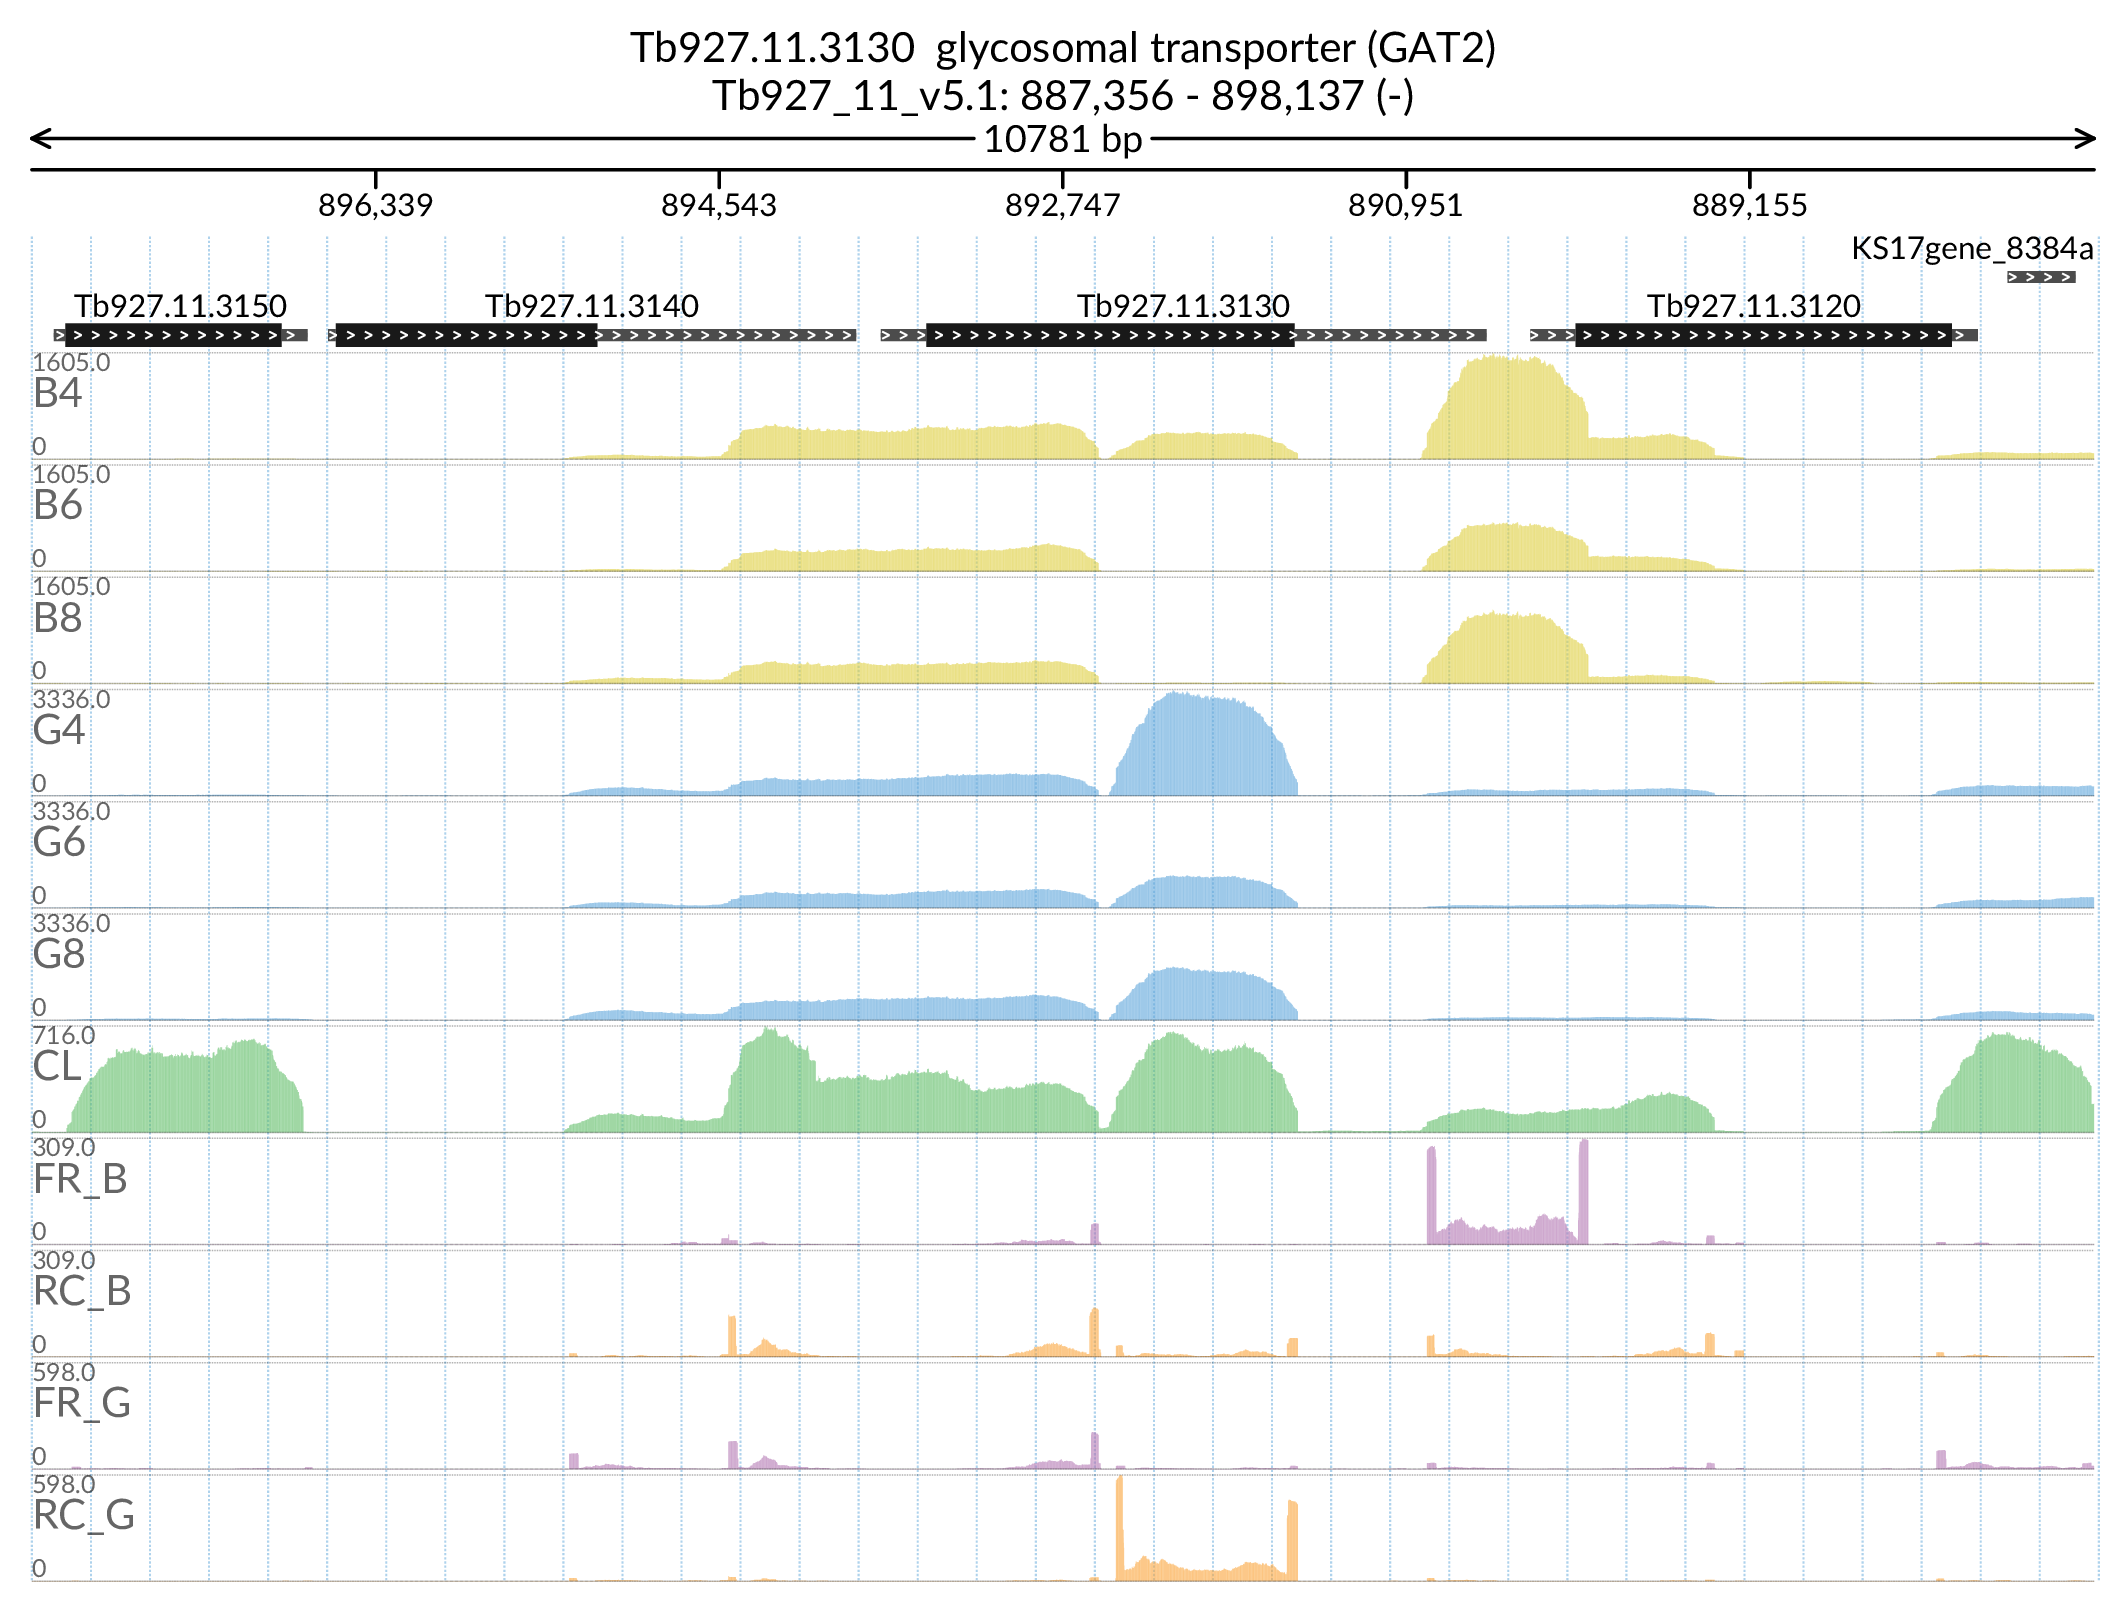 Tb927.11.3130 glycosomal transporter (GAT2)
Tb927_11_v5.1: 887,356 - 898,137 (-)
10781 bp
896,339 894,543 892,747 890,951 889,155
KS17gene_8384a
Tb927.11.3150 Tb927.11.3140 Tb927.11.3130 Tb927.11.3120
1605.0
B4
0
1605.0
B6
0
1605.0
B8
0
3336.0
G4
0
3336.0
G6
0
3336.0
G8
0
716.0
CL
0
309.0
FR_B
0
309.0
RC_B
0
598.0
FR_G
0
598.0
RC_G
0